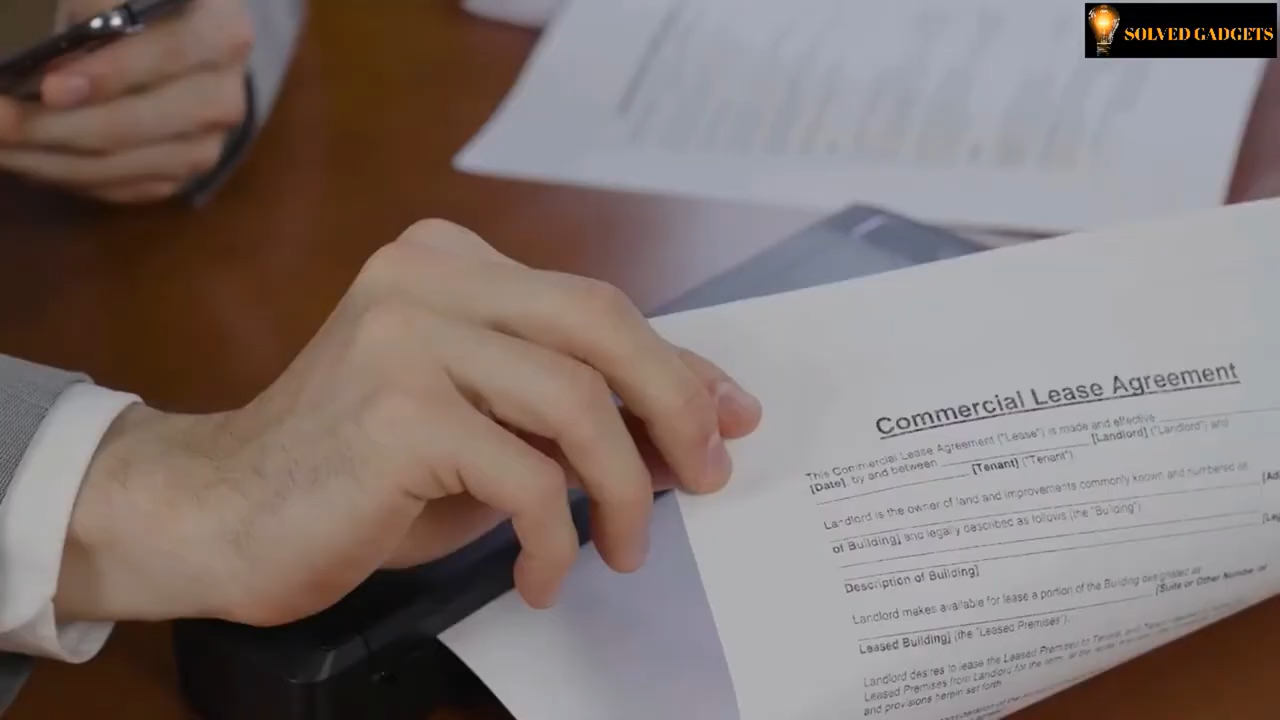 SOLVED GADGETS
Commercial Lease Agreement
This Commercial Lease Agreement ("Lease") is made and effective
[Date], by and between [Landlord] ("Landlord") and
[Tenant] ("Tenant").
Landlord is the owner of land and improvements commonly known and numbered as
[Ad
of Building] and legally described as follows (the "Building")
[Le
Description of Building]
Landlord makes available for lease a portion of the Building designated as
[Suite or Other Number of
Leased Building] (the "Leased Premises").
Landlord desires to lease the Leased Premises to Tenant, and
Leased Premises from Landlord for the term, at the
and provisions herein set forth.